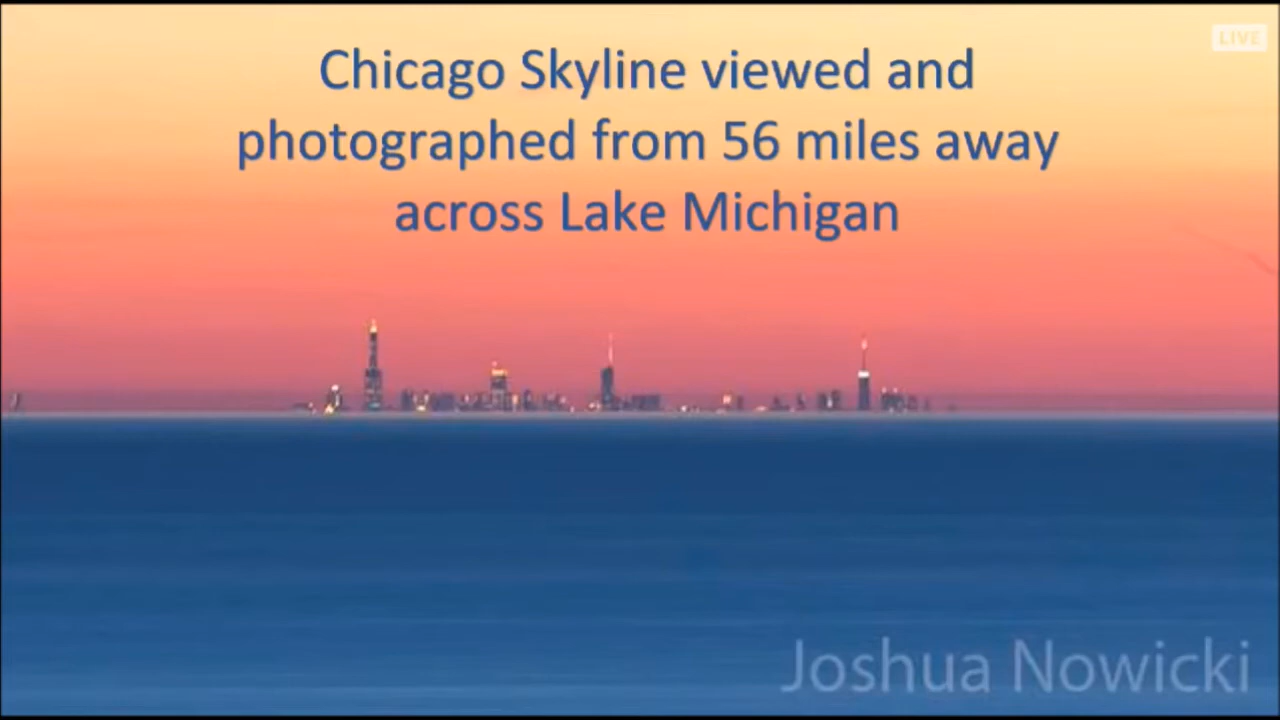 LIVE
Chicago Skyline viewed and
photographed from 56 miles away
across Lake Michigan
Joshua Nowicki